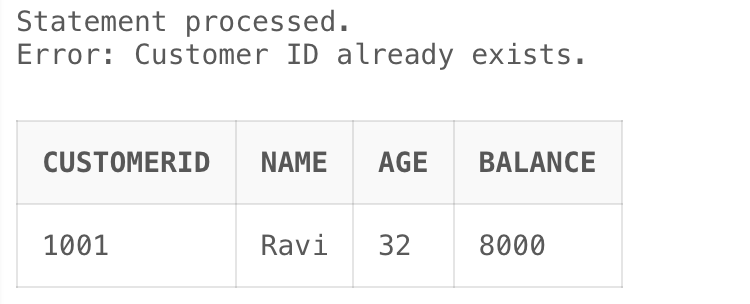 Statement processed.
Error: Customer ID already exists.
CUSTOMERID NAME AGE BALANCE
1001 Ravi 32 8000